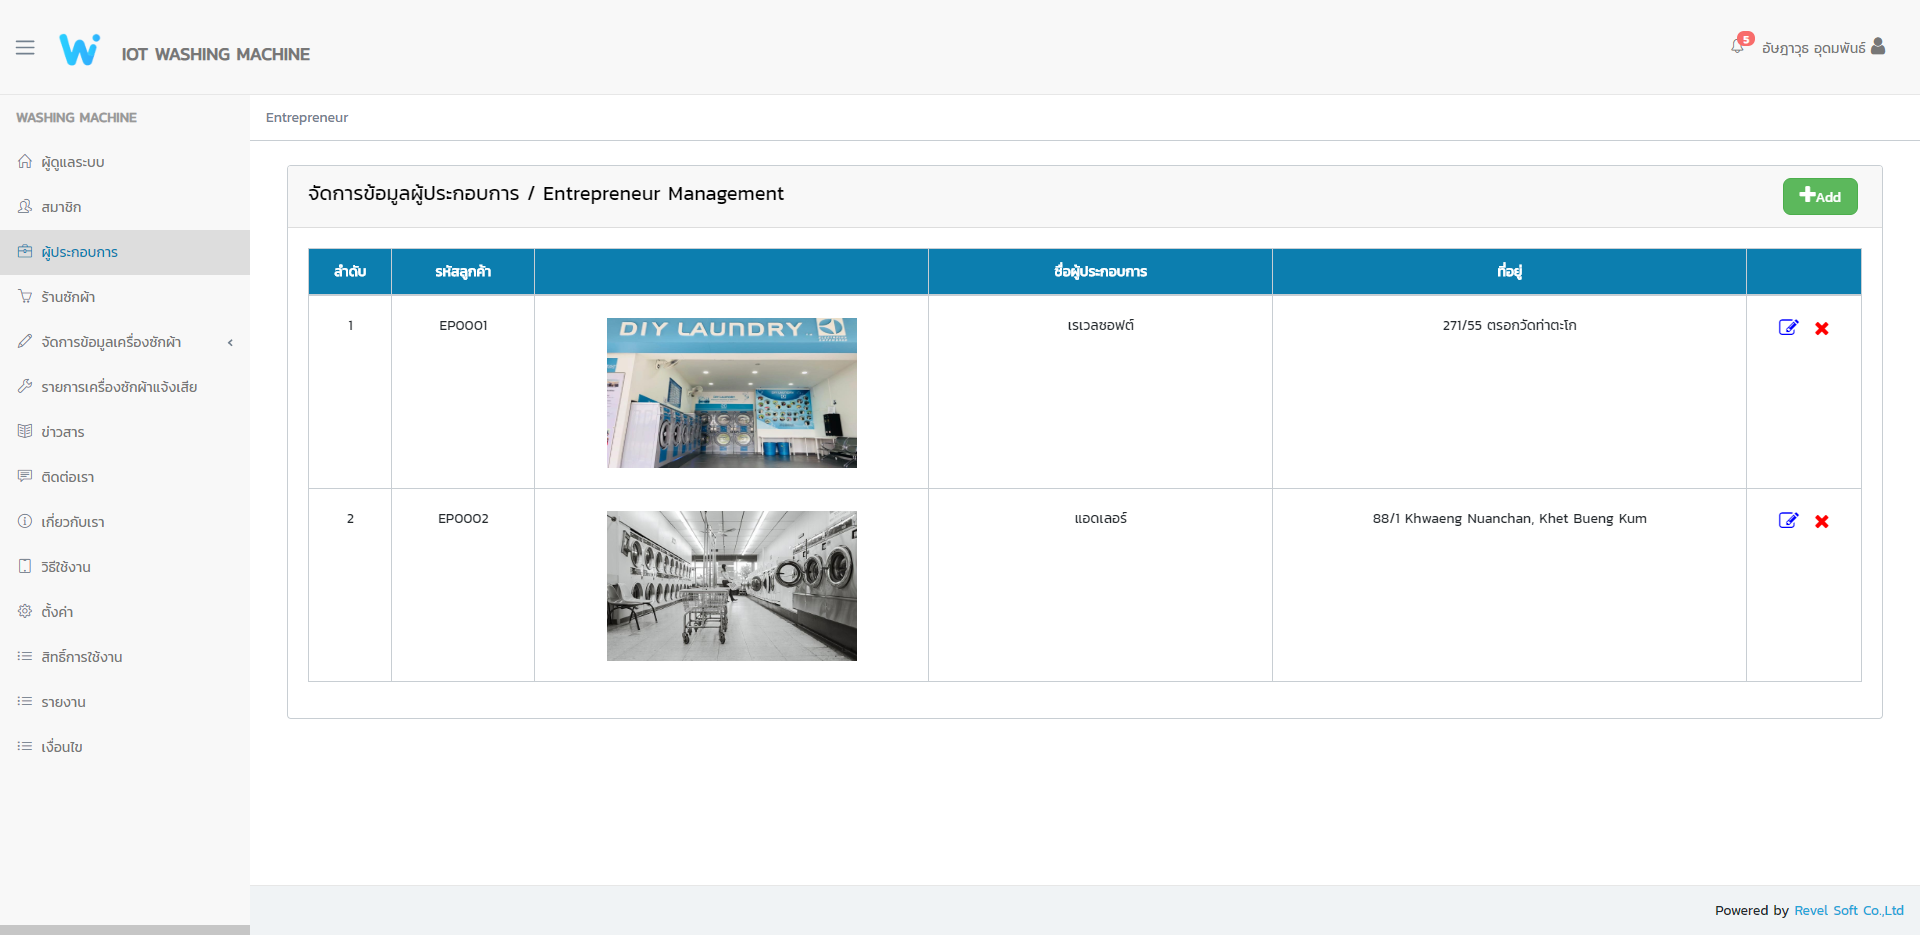 IOT WASHING MACHINE
5
อัษฎาวุธ อุดมพันธ์
WASHING MACHINE
ผู้ดูแลระบบ
สมาชิก
ผู้ประกอบการ
ร้านซักผ้า
จัดการข้อมูลเครื่องซักผ้า
รายการเครื่องซักผ้าแจ้งเสีย
ข่าวสาร
ติดต่อเรา
เกี่ยวกับเรา
วิธีใช้งาน
ตั้งค่า
สิทธิ์การใช้งาน
รายงาน
เงื่อนไข
Entrepreneur
จัดการข้อมูลผู้ประกอบการ / Entrepreneur Management
Add
ลำดับ รหัสลูกค้า ชื่อผู้ประกอบการ ที่อยู่
1 EP0001 เรเวลซอฟต์ 271/55 ตรอกวัดท่าตะโก
DIY LAUNDRY
2 EP0002 แอดเลอร์ 88/1 Khwaeng Nuanchan, Khet Bueng Kum
Powered by Revel Soft Co.,Ltd